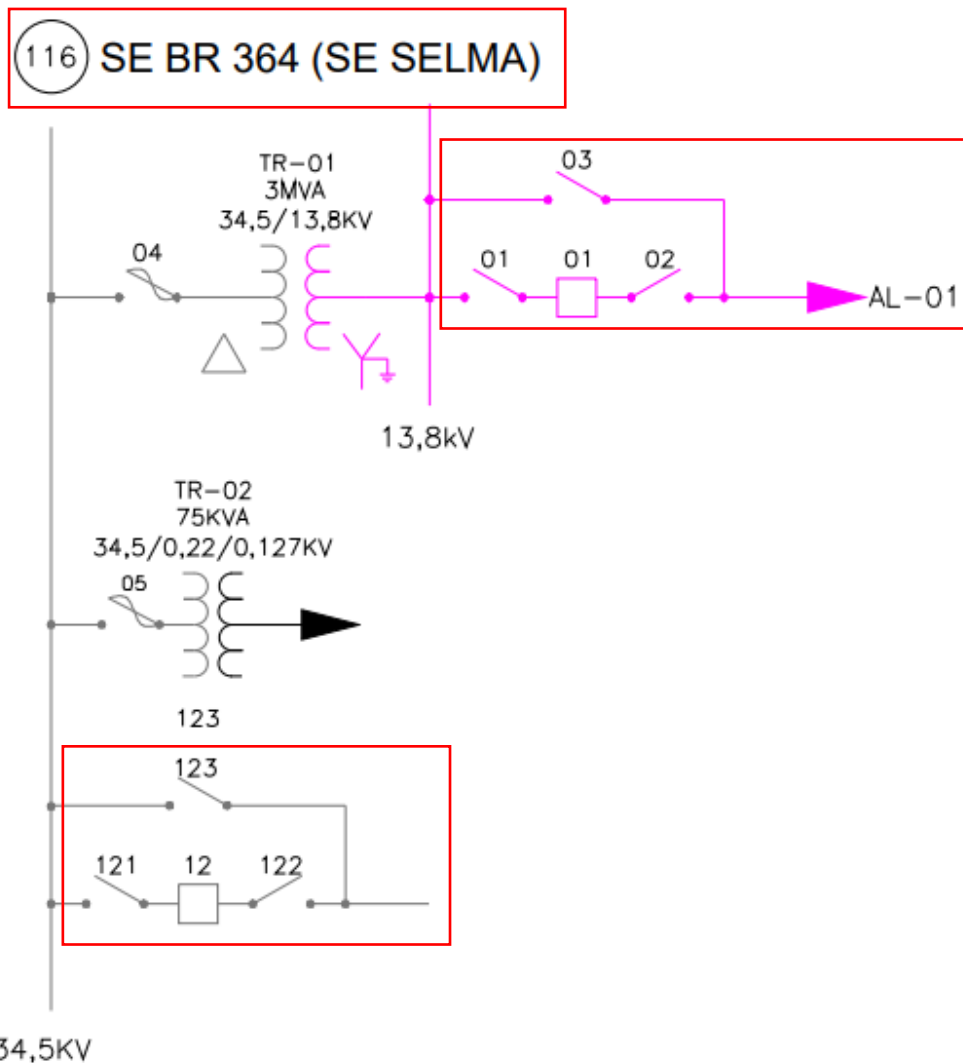 116 SE BR 364 (SE SELMA)
TR-01
3MVA
34,5/13,8KV
03
04
01 01 02
AL-01
13,8kV
TR-02
75KVA
34,5/0,22/0,127KV
05
123
123
121 12 122
34,5KV